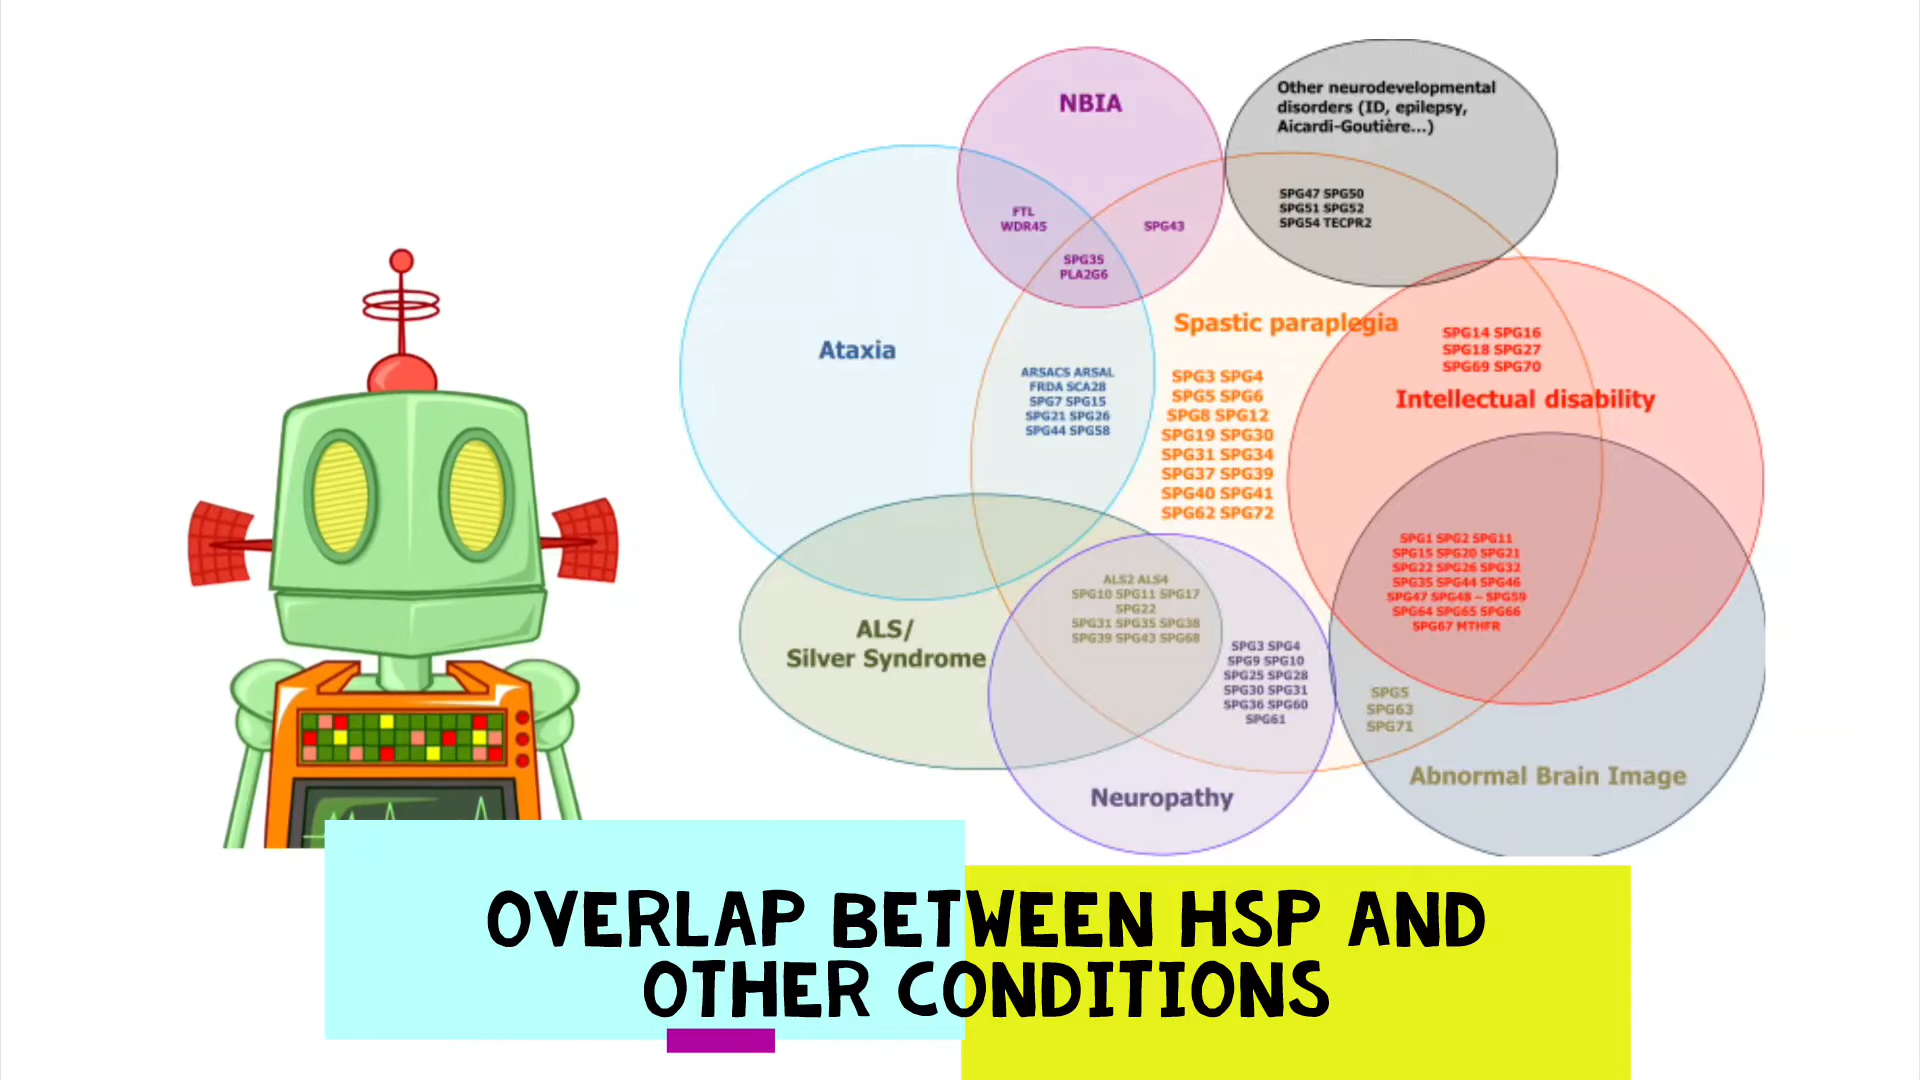 NBIA
Other neurodevelopmental
disorders (ID, epilepsy,
Aicardi-Goutière...)
SPG47 SPG50
SPG51 SPG52
SPG54 TECPR2
FTL
WDR45
SPG43
SPG35
PLA2G6
Spastic paraplegia
SPG14 SPG16
SPG18 SPG27
SPG69 SPG70
Intellectual disability
Ataxia
ARSACS ARSAL
FRDA SCA28
SPG7 SPG15
SPG21 SPG26
SPG44 SPG58
SPG3 SPG4
SPG5 SPG6
SPG8 SPG12
SPG19 SPG30
SPG31 SPG34
SPG37 SPG39
SPG40 SPG41
SPG62 SPG72
SPG1 SPG2 SPG11
SPG15 SPG20 SPG21
SPG22 SPG26 SPG32
SPG35 SPG44 SPG46
SPG47 SPG48 – SPG59
SPG64 SPG65 SPG66
SPG67 MTHFR
ALS2 ALS4
SPG10 SPG11 SPG17
SPG22
SPG31 SPG35 SPG38
SPG39 SPG43 SPG68
ALS/
Silver Syndrome
SPG3 SPG4
SPG9 SPG10
SPG25 SPG28
SPG30 SPG31
SPG36 SPG60
SPG61
SPG5
SPG63
SPG71
Abnormal Brain Image
Neuropathy
OVERLAP BETWEEN HSP AND
OTHER CONDITIONS